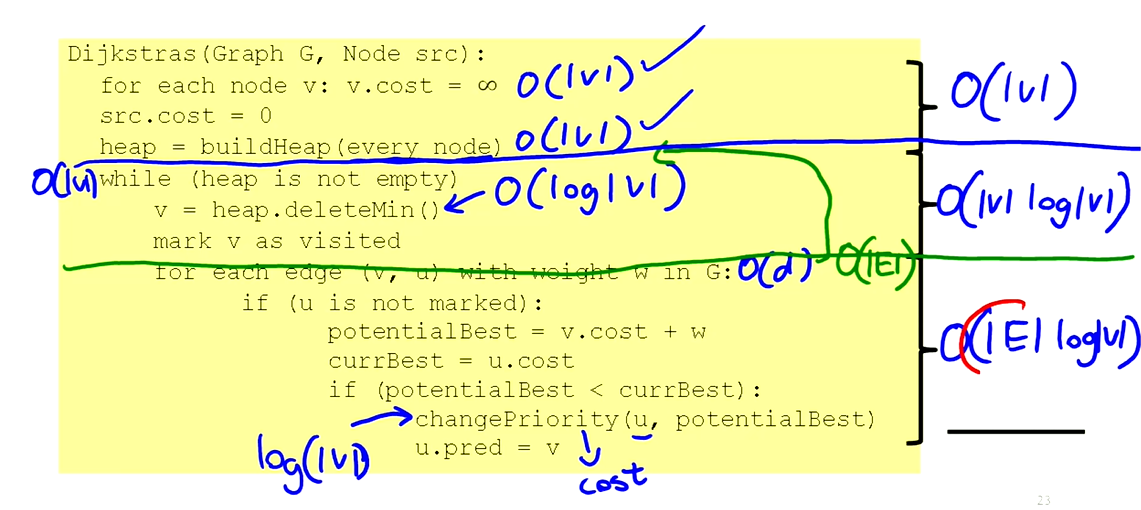 Dijkstras(Graph G, Node src):
for each node v: v.cost = ∞ O(|v|) ✓
O(|v|)
src.cost = 0
heap = buildHeap(every node) O(|v|) ✓
O(|v|) while (heap is not empty)
v = heap.deleteMin() ← O(log|v|)
O(|v| log|v|)
mark v as visited
for each edge (v, u) with weight w in G: O(d) O(|E|)
if (u is not marked):
potentialBest = v.cost + w
O(|E| log|v|)
currBest = u.cost
if (potentialBest < currBest):
changePriority(u, potentialBest)
log(|v|)
u.pred = v
cost
23